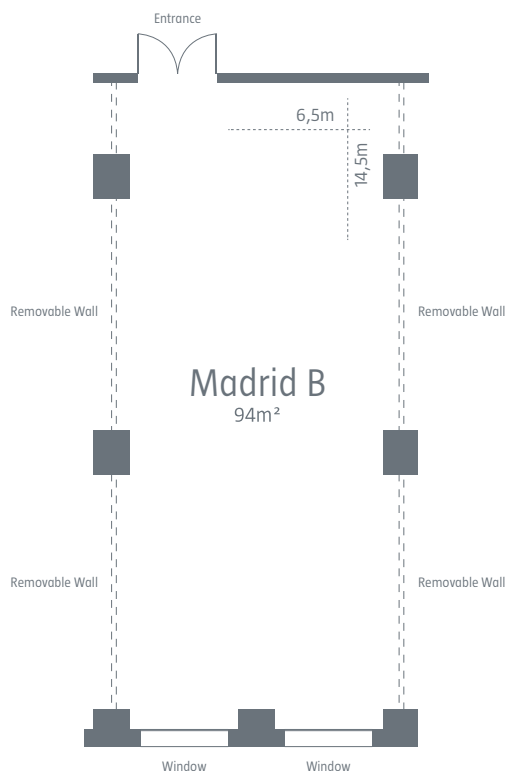 Entrance
6,5m
14,5m
Removable Wall
Removable Wall
Madrid B
94m²
Removable Wall
Removable Wall
Window
Window